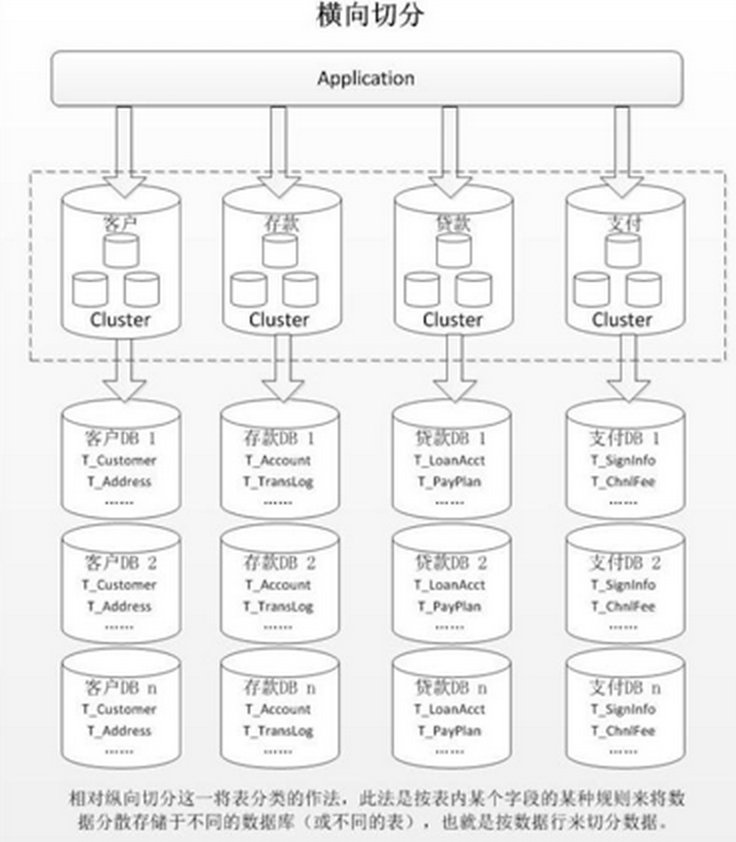 横向切分
Application
客户 存款 贷款 支付
Cluster Cluster Cluster Cluster
客户DB 1 存款DB 1 贷款DB 1 支付DB 1
T_Customer T_Account T_LoanAcct T_SignInfo
T_Address T_TransLog T_PayPlan T_ChnlFee
…… …… …… ……
客户DB 2 存款DB 2 贷款DB 2 支付DB 2
T_Customer T_Account T_LoanAcct T_SignInfo
T_Address T_TransLog T_PayPlan T_ChnlFee
…… …… …… ……
客户DB n 存款DB n 贷款DB n 支付DB n
T_Customer T_Account T_LoanAcct T_SignInfo
T_Address T_TransLog T_PayPlan T_ChnlFee
…… …… …… ……
相对纵向切分这一将表分类的作法，此法是按表内某个字段的某种规则来将数
据分散存储于不同的数据库（或不同的表），也就是按数据行来切分数据。